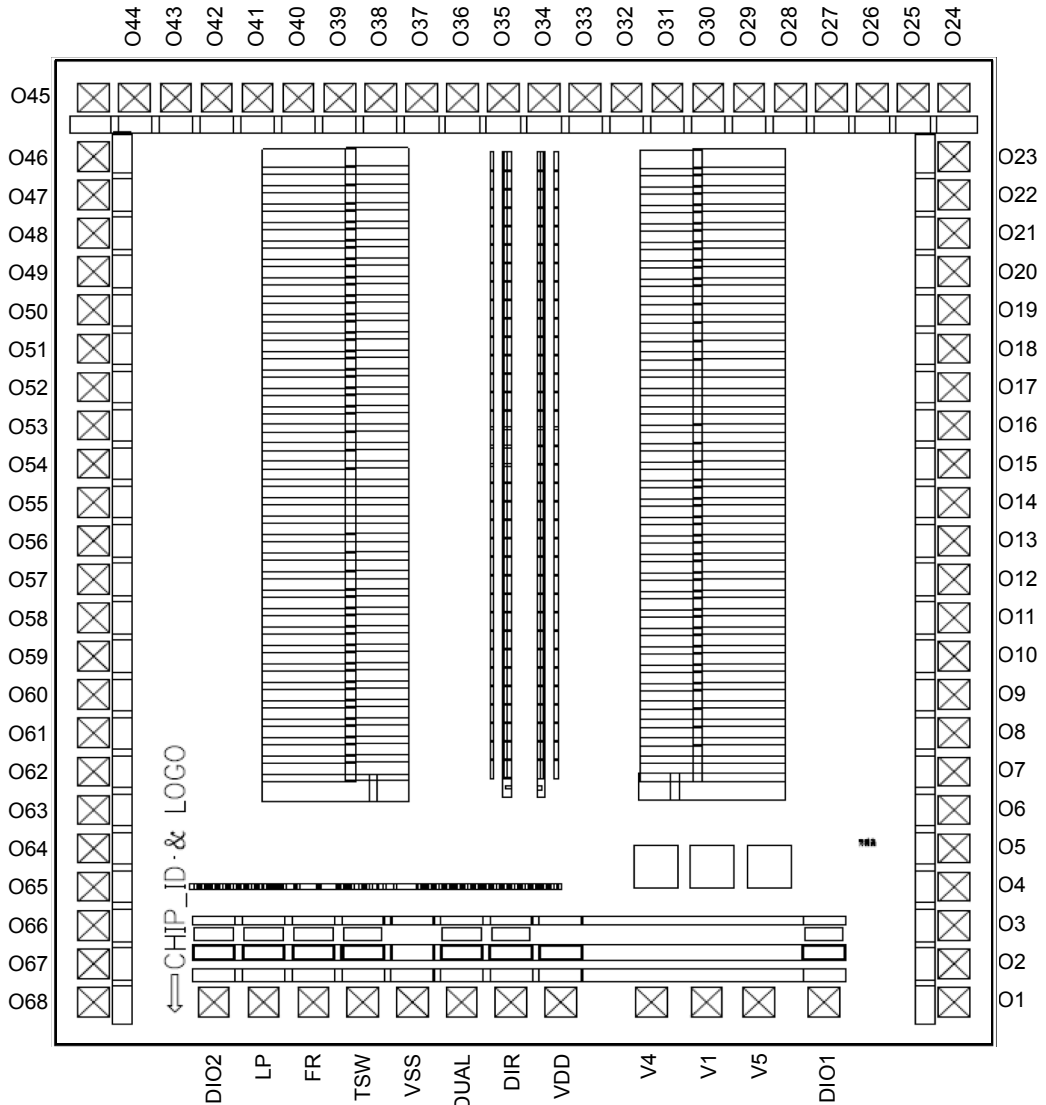 O44 O43 O42 O41 O40 O39 O38 O37 O36 O35 O34 O33 O32 O31 O30 O29 O28 O27 O26 O25 O24
O45
O46 O23
O47 O22
O48 O21
O49 O20
O50 O19
O51 O18
O52 O17
O53 O16
O54 O15
O55 O14
O56 O13
O57 O12
O58 O11
O59 O10
O60 O9
O61 O8
O62 O7
O63 O6
O64 O5
O65 O4
O66 O3
O67 O2
O68 O1
CHIP_ID & LOGO
DIO2 LP FR TSW VSS DUAL DIR VDD V4 V1 V5 DIO1